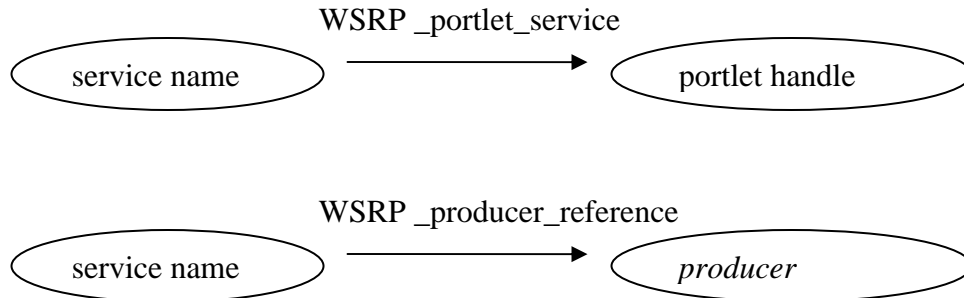 WSRP _portlet_service
service name portlet handle
WSRP _producer_reference
service name producer